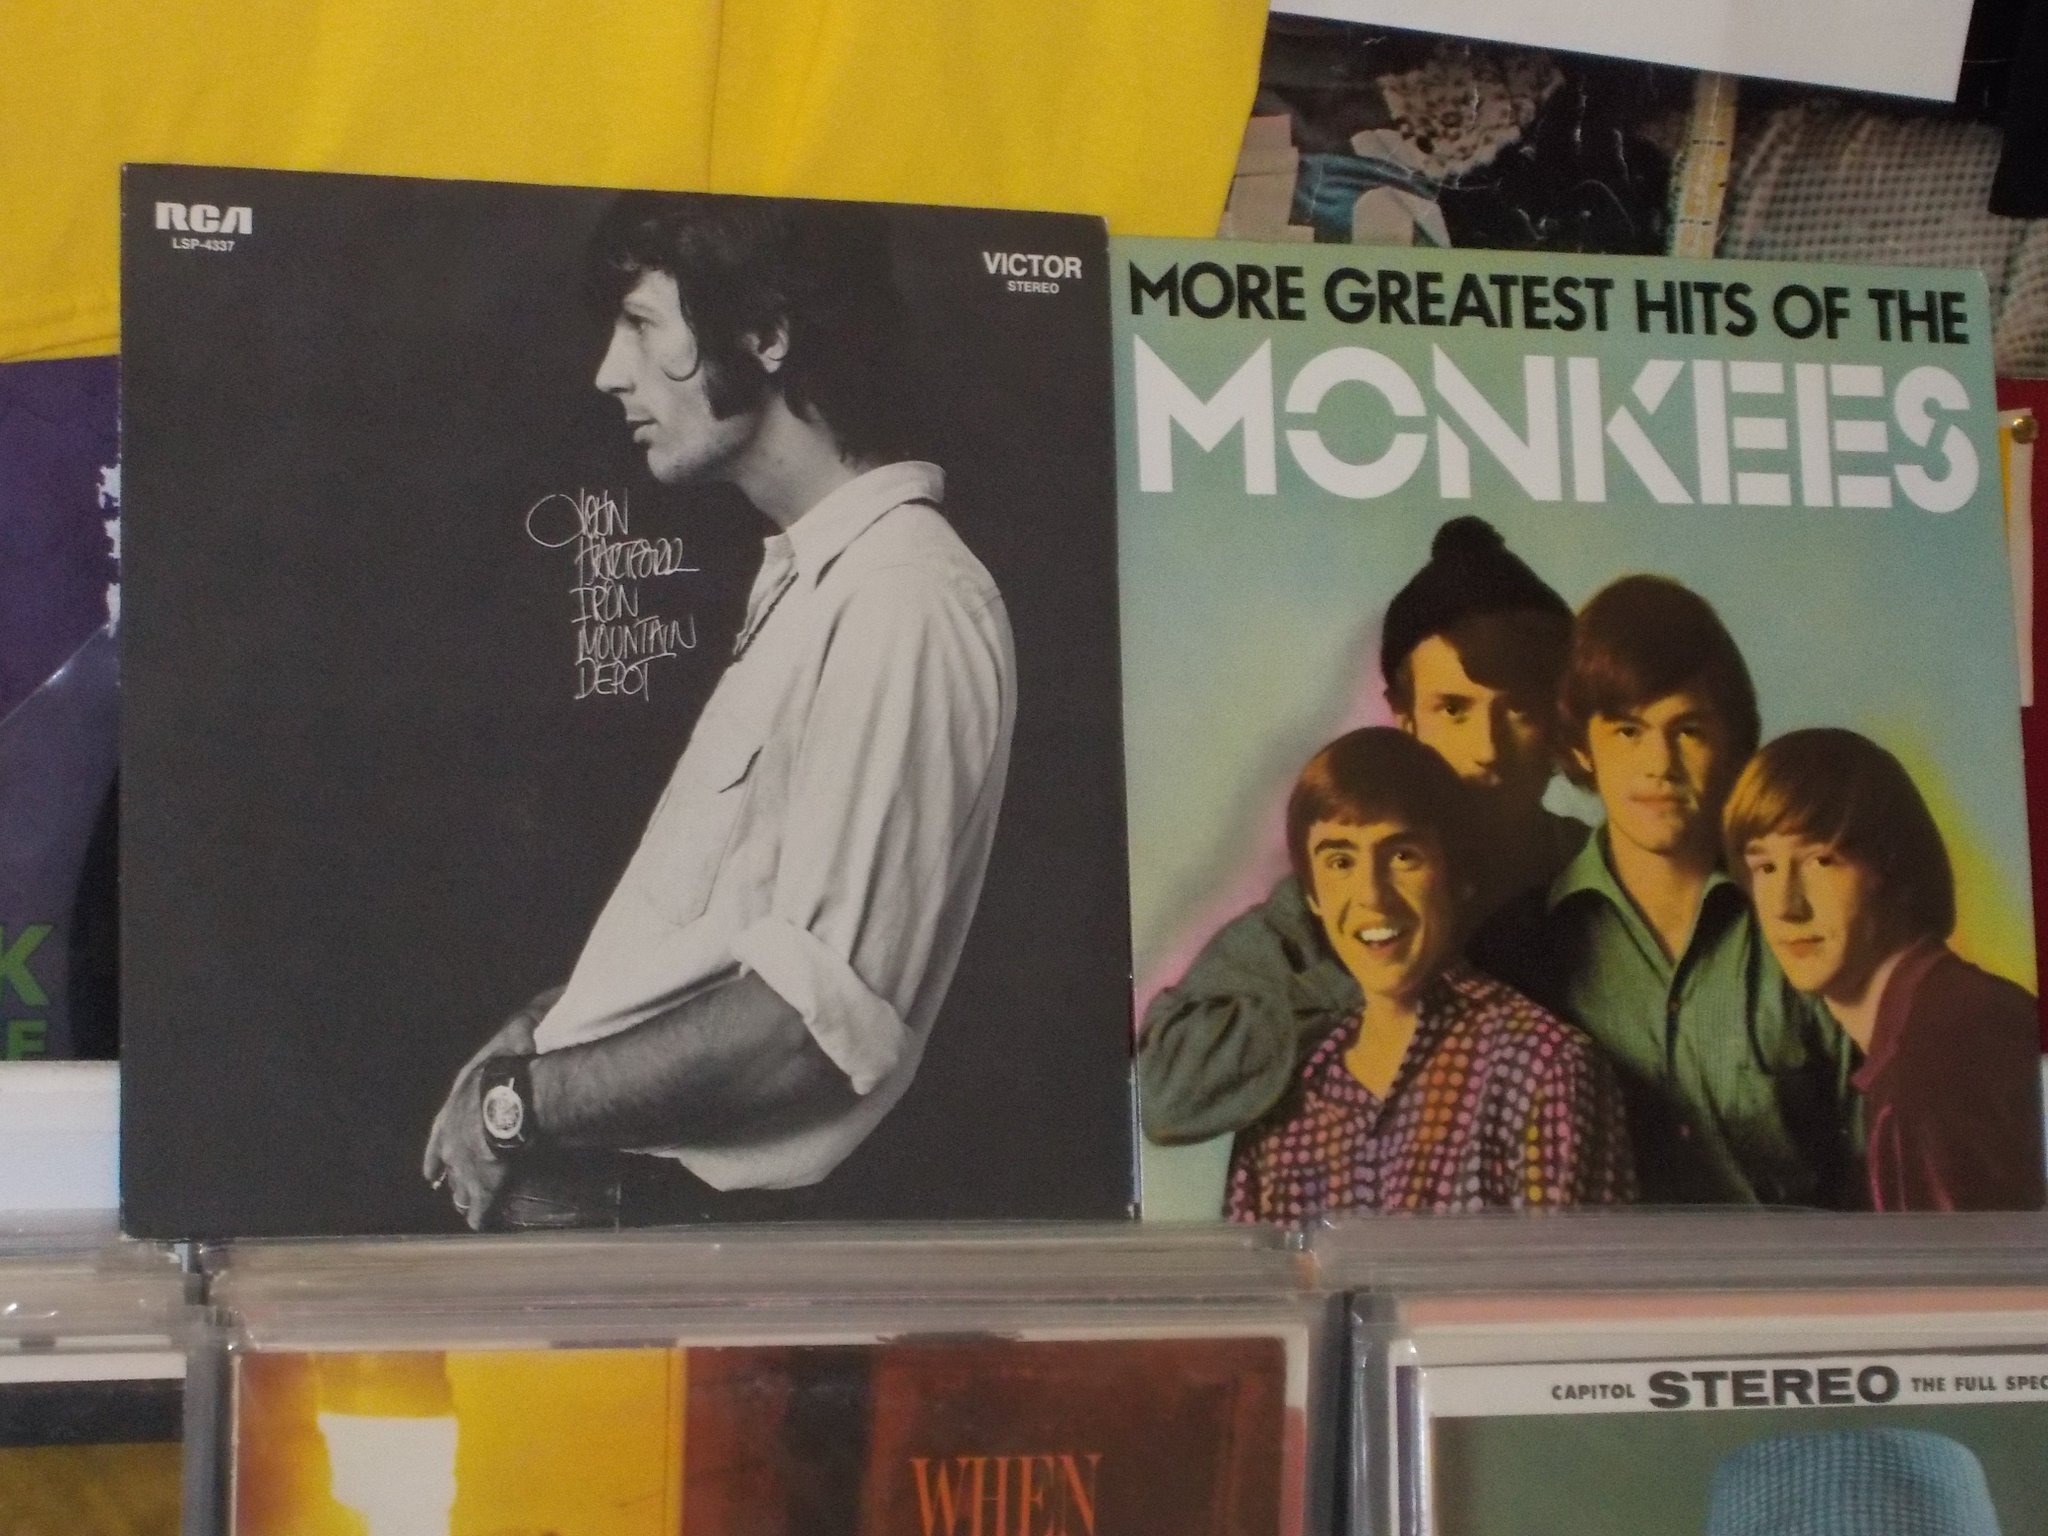 RCA
LSP-4337
VICTOR
STEREO
JOHN
HARTFORD
IRON
MOUNTAIN
DEPOT
MORE GREATEST HITS OF THE
MONKEES
K
E
WHEN
CAPITOL STEREO THE FULL SPEC